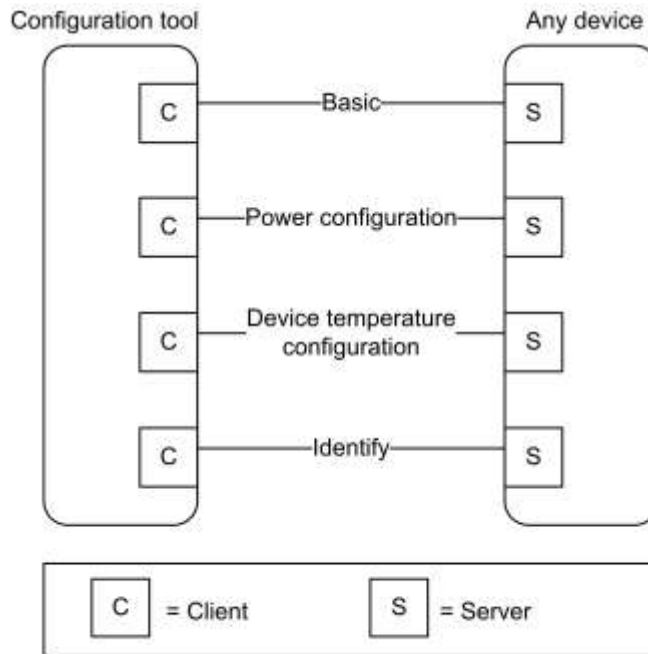 Configuration tool
Any device
C
Basic
S
C
Power configuration
S
C
Device temperature
configuration
S
C
Identify
S
C
= Client
S
= Server